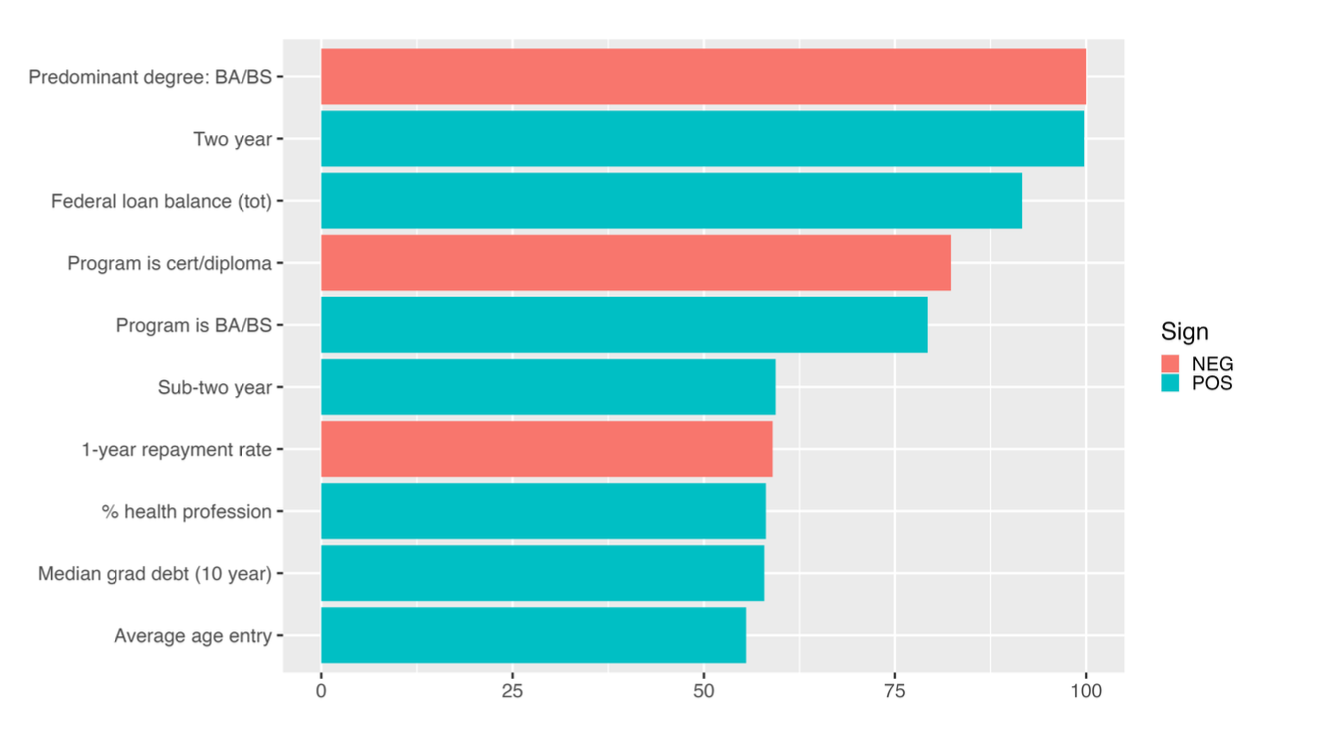 Predominant degree: BA/BS
Two year
Federal loan balance (tot)
Program is cert/diploma
Program is BA/BS
Sub-two year
1-year repayment rate
% health profession
Median grad debt (10 year)
Average age entry
0 25 50 75 100
Sign
NEG
POS